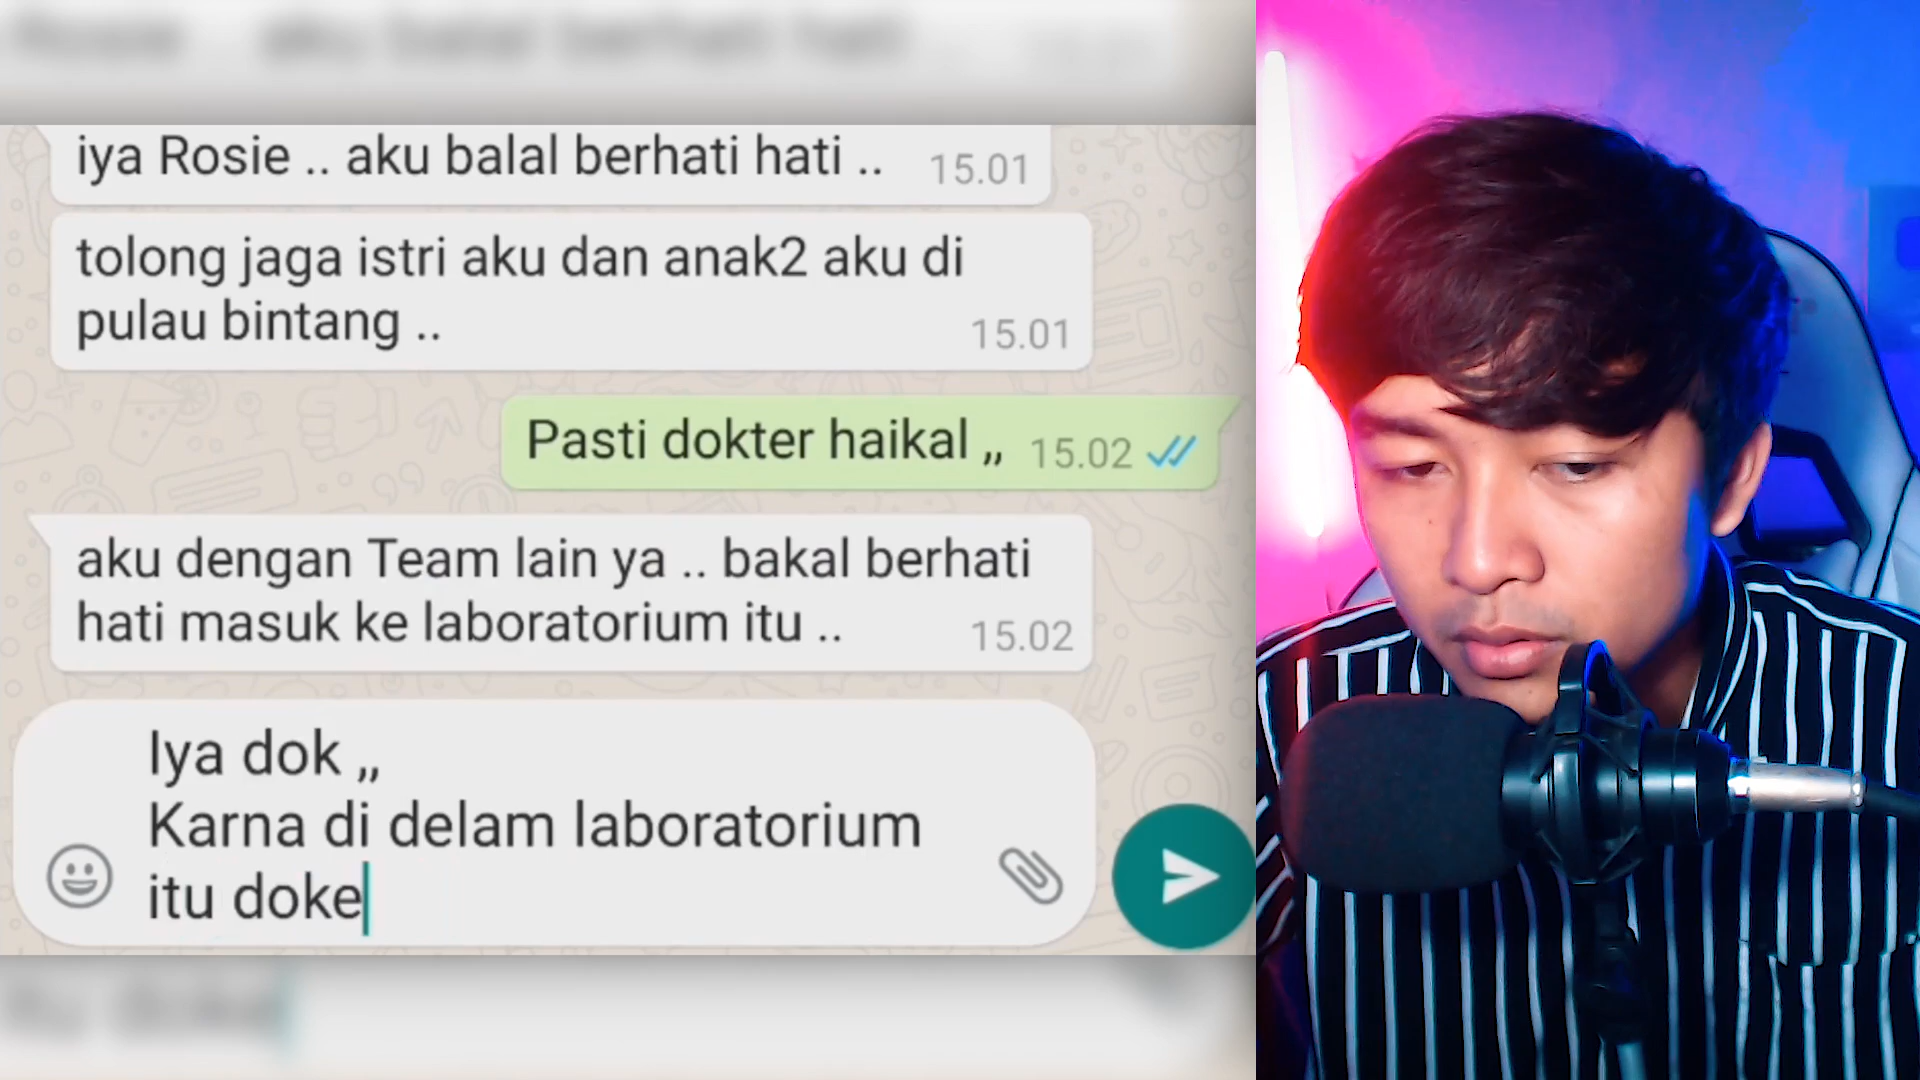 iya Rosie .. aku balal berhati hati .. 15.01
tolong jaga istri aku dan anak2 aku di
pulau bintang .. 15.01
Pasti dokter haikal ,, 15.02
aku dengan Team lain ya .. bakal berhati
hati masuk ke laboratorium itu .. 15.02
Iya dok ,,
Karna di delam laboratorium
itu doke